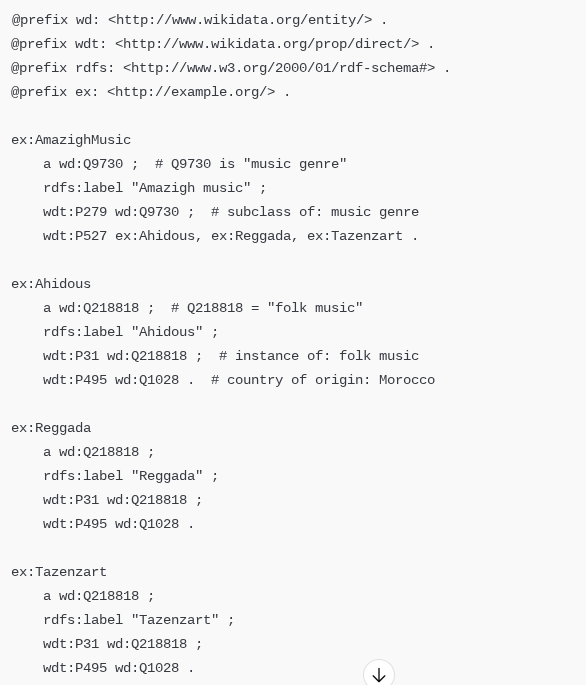 @prefix wd: <http://www.wikidata.org/entity/> .
@prefix wdt: <http://www.wikidata.org/prop/direct/> .
@prefix rdfs: <http://www.w3.org/2000/01/rdf-schema#> .
@prefix ex: <http://example.org/> .

ex:AmazighMusic
    a wd:Q9730 ;  # Q9730 is "music genre"
    rdfs:label "Amazigh music" ;
    wdt:P279 wd:Q9730 ;  # subclass of: music genre
    wdt:P527 ex:Ahidous, ex:Reggada, ex:Tazenzart .

ex:Ahidous
    a wd:Q218818 ;  # Q218818 = "folk music"
    rdfs:label "Ahidous" ;
    wdt:P31 wd:Q218818 ;  # instance of: folk music
    wdt:P495 wd:Q1028 .  # country of origin: Morocco

ex:Reggada
    a wd:Q218818 ;
    rdfs:label "Reggada" ;
    wdt:P31 wd:Q218818 ;
    wdt:P495 wd:Q1028 .

ex:Tazenzart
    a wd:Q218818 ;
    rdfs:label "Tazenzart" ;
    wdt:P31 wd:Q218818 ;
    wdt:P495 wd:Q1028 .